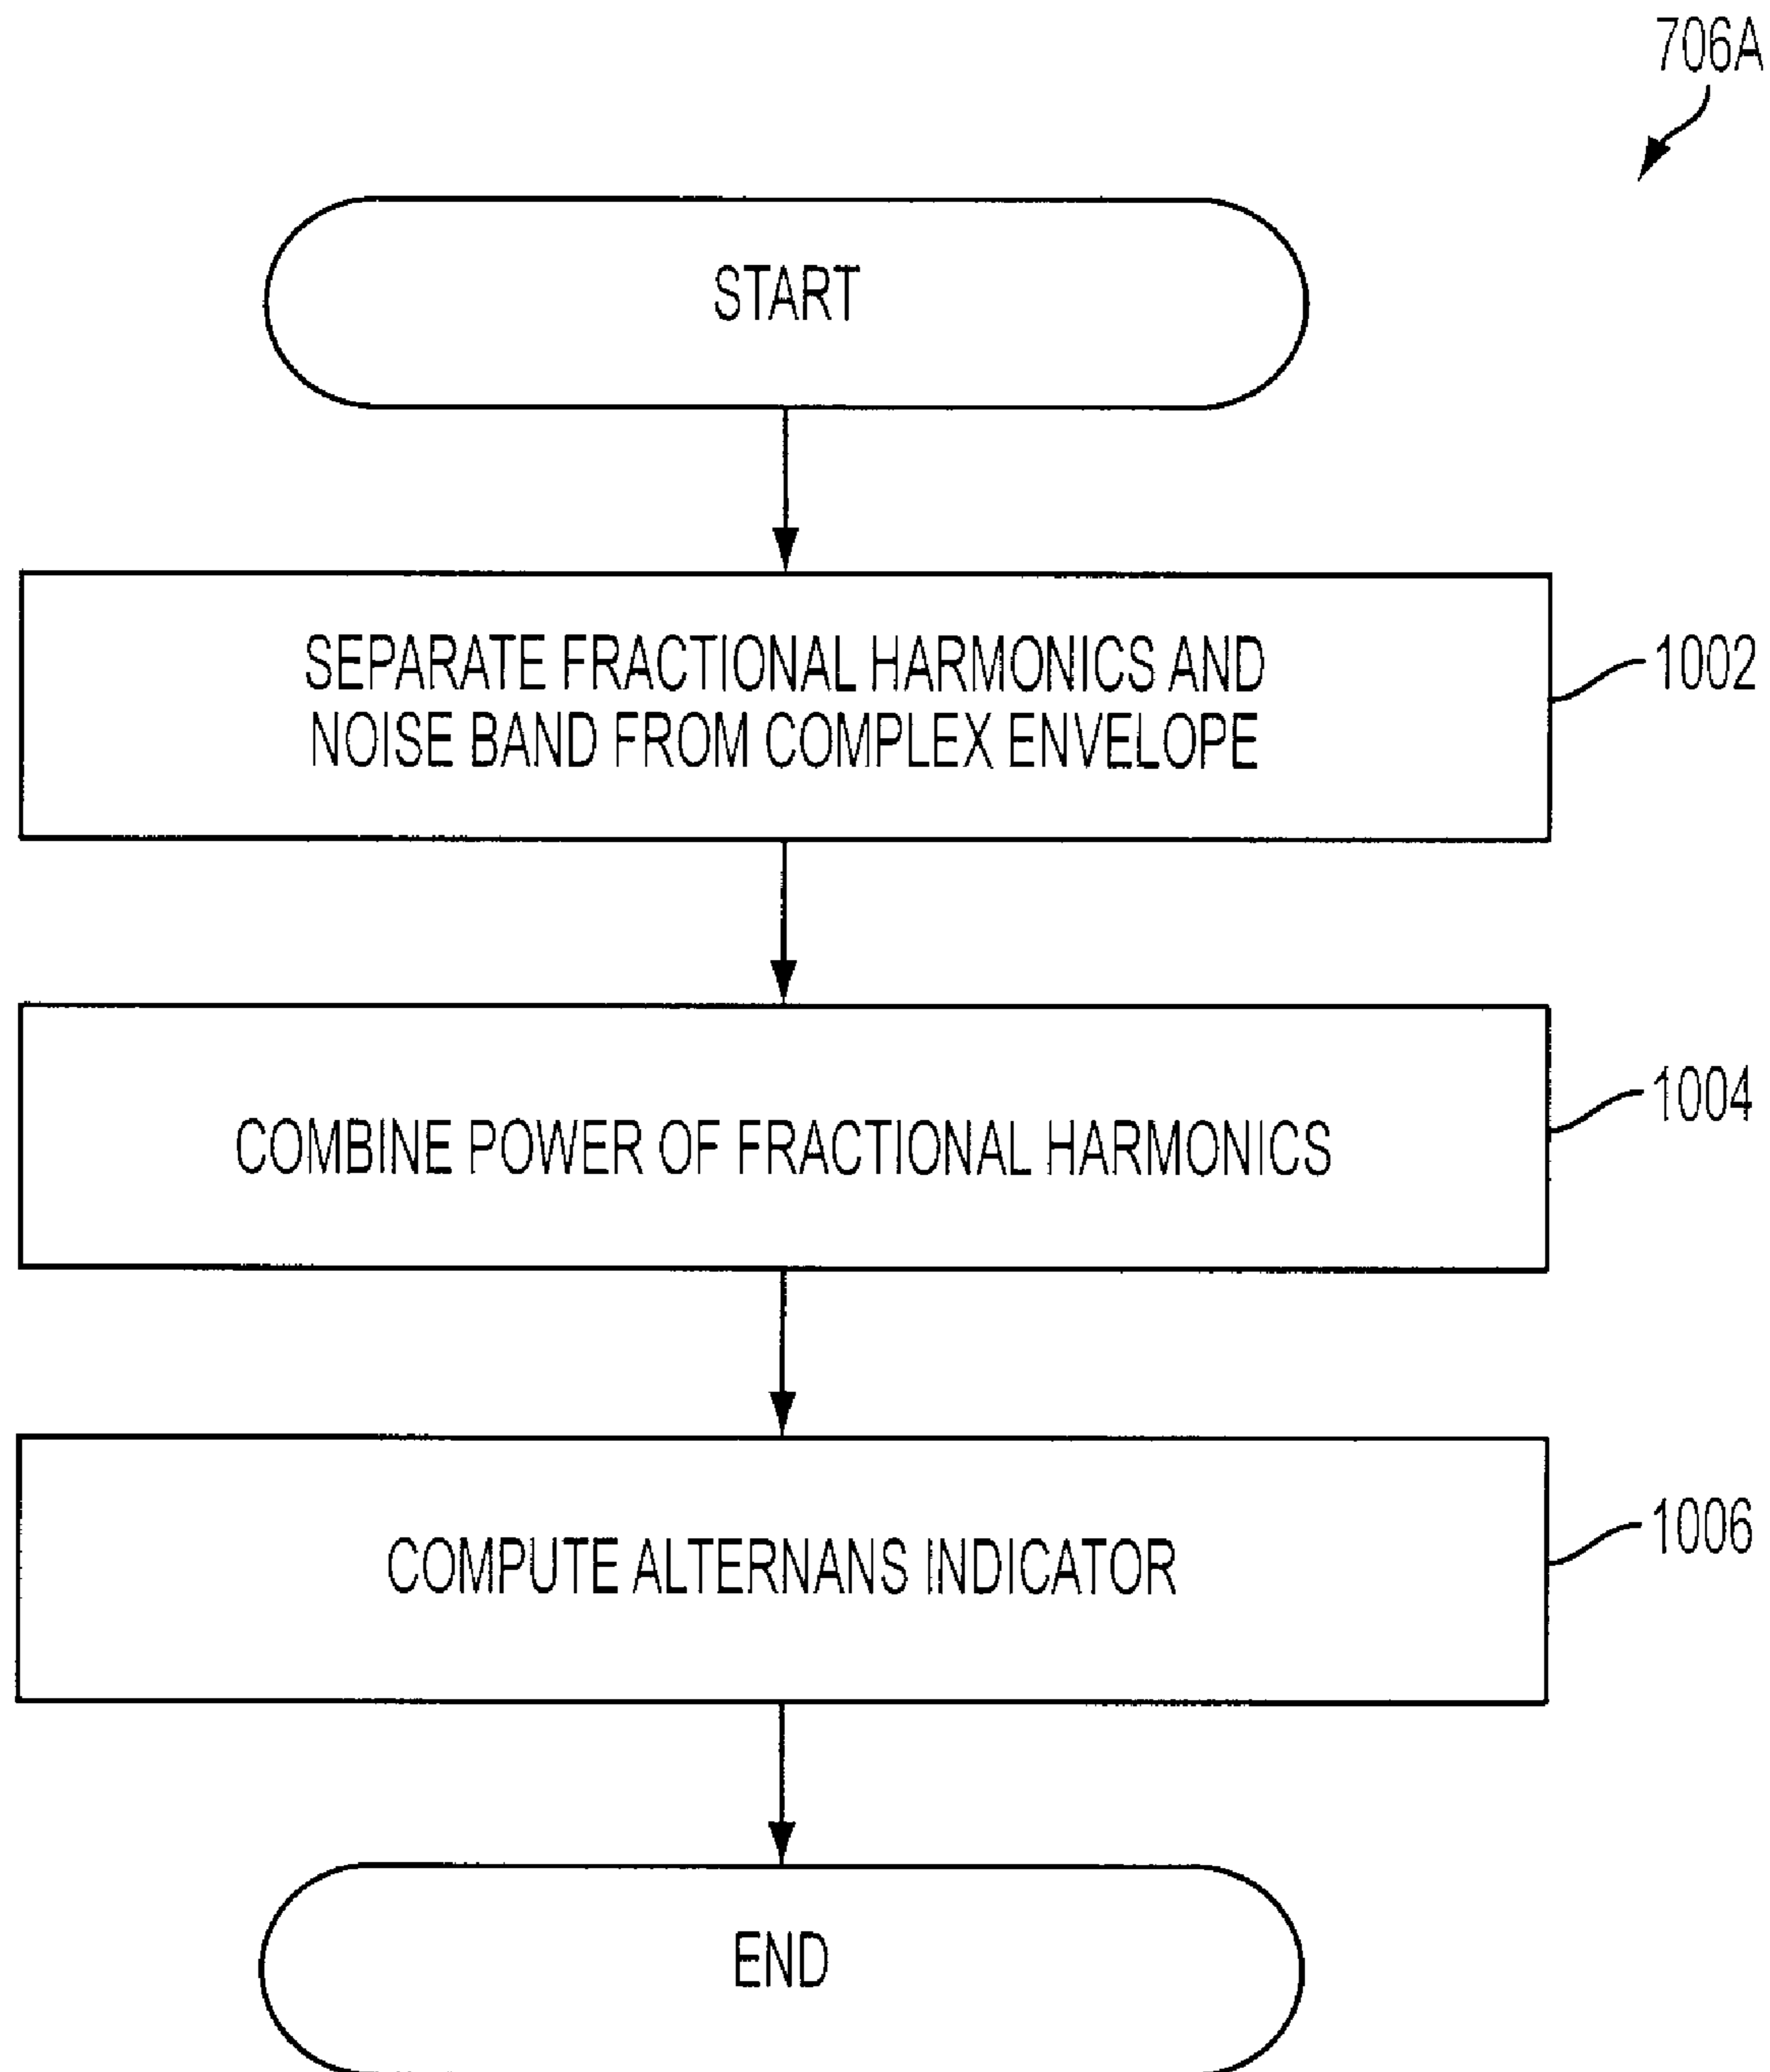 706A
START
SEPARATE FRACTIONAL HARMONICS AND
NOISE BAND FROM COMPLEX ENVELOPE
1002
COMBINE POWER OF FRACTIONAL HARMONICS
1004
COMPUTE ALTERNANS INDICATOR
1006
END